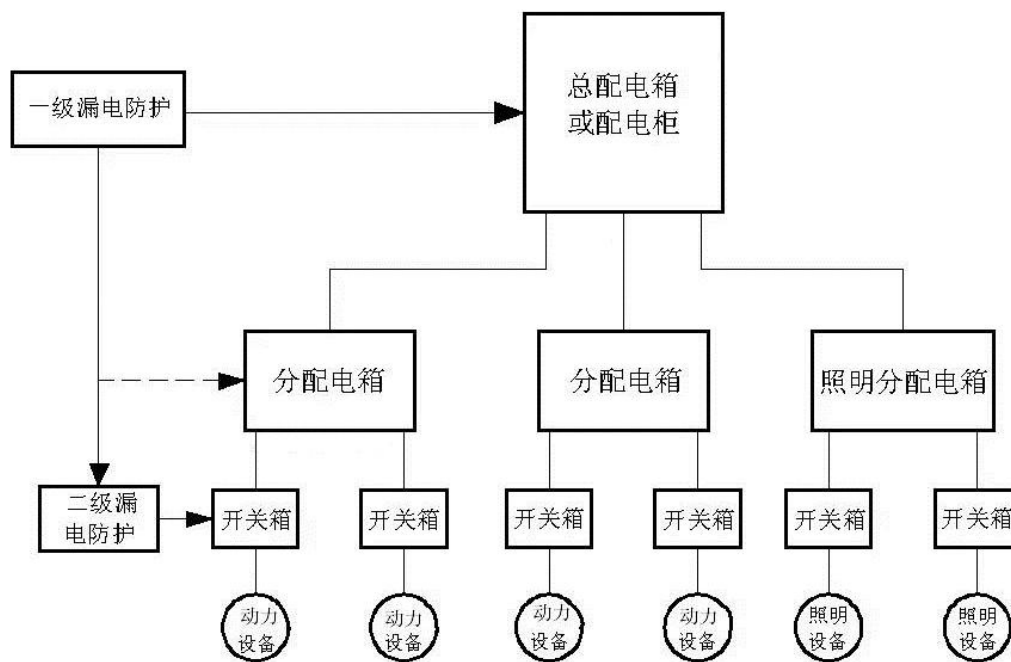 一级漏电防护
总配电箱
或配电柜
分配电箱
分配电箱
照明分配电箱
二级漏
电防护
开关箱
开关箱
开关箱
开关箱
开关箱
开关箱
动力
设备
动力
设备
动力
设备
动力
设备
照明
设备
照明
设备